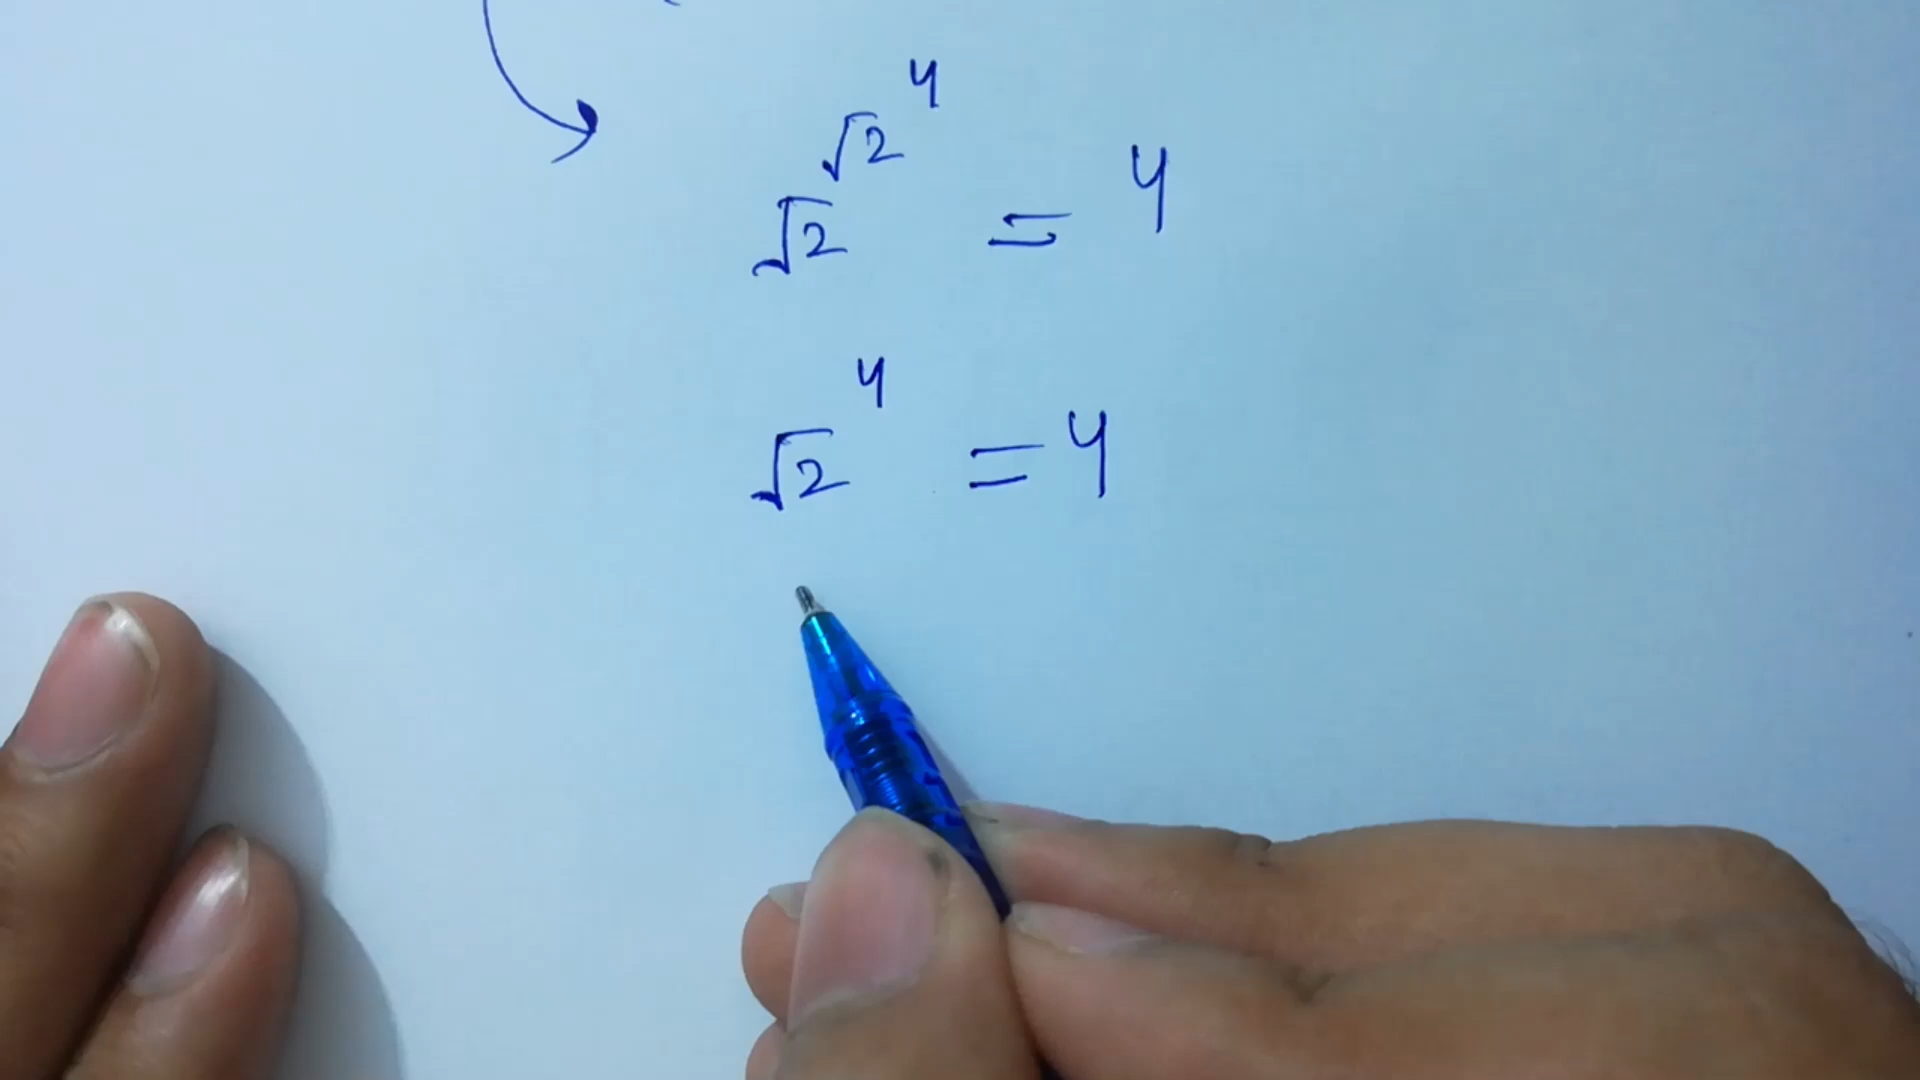 √2^√2^4 = 4
√2^4 = 4